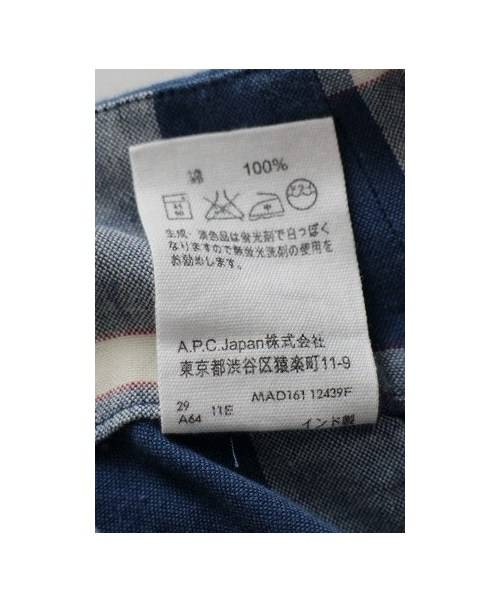 綿 100%
中
生成・淡色品は蛍光剤で白っぽく
なりますので無蛍光洗剤の使用を
お勧めします。
A.P.C.Japan株式会社
東京都渋谷区猿楽町11-9
29 MAD161 12439F
A64 11E
インド製